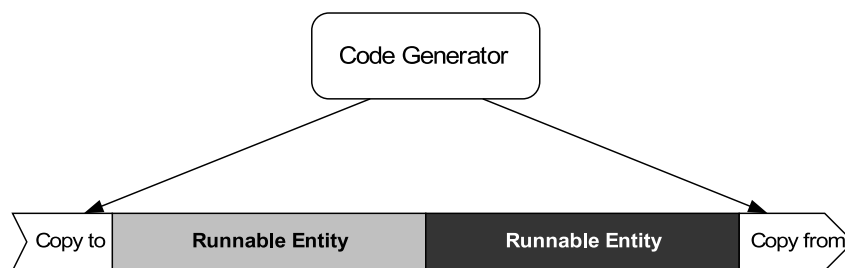 Code Generator
Copy to
Runnable Entity
Runnable Entity
Copy from